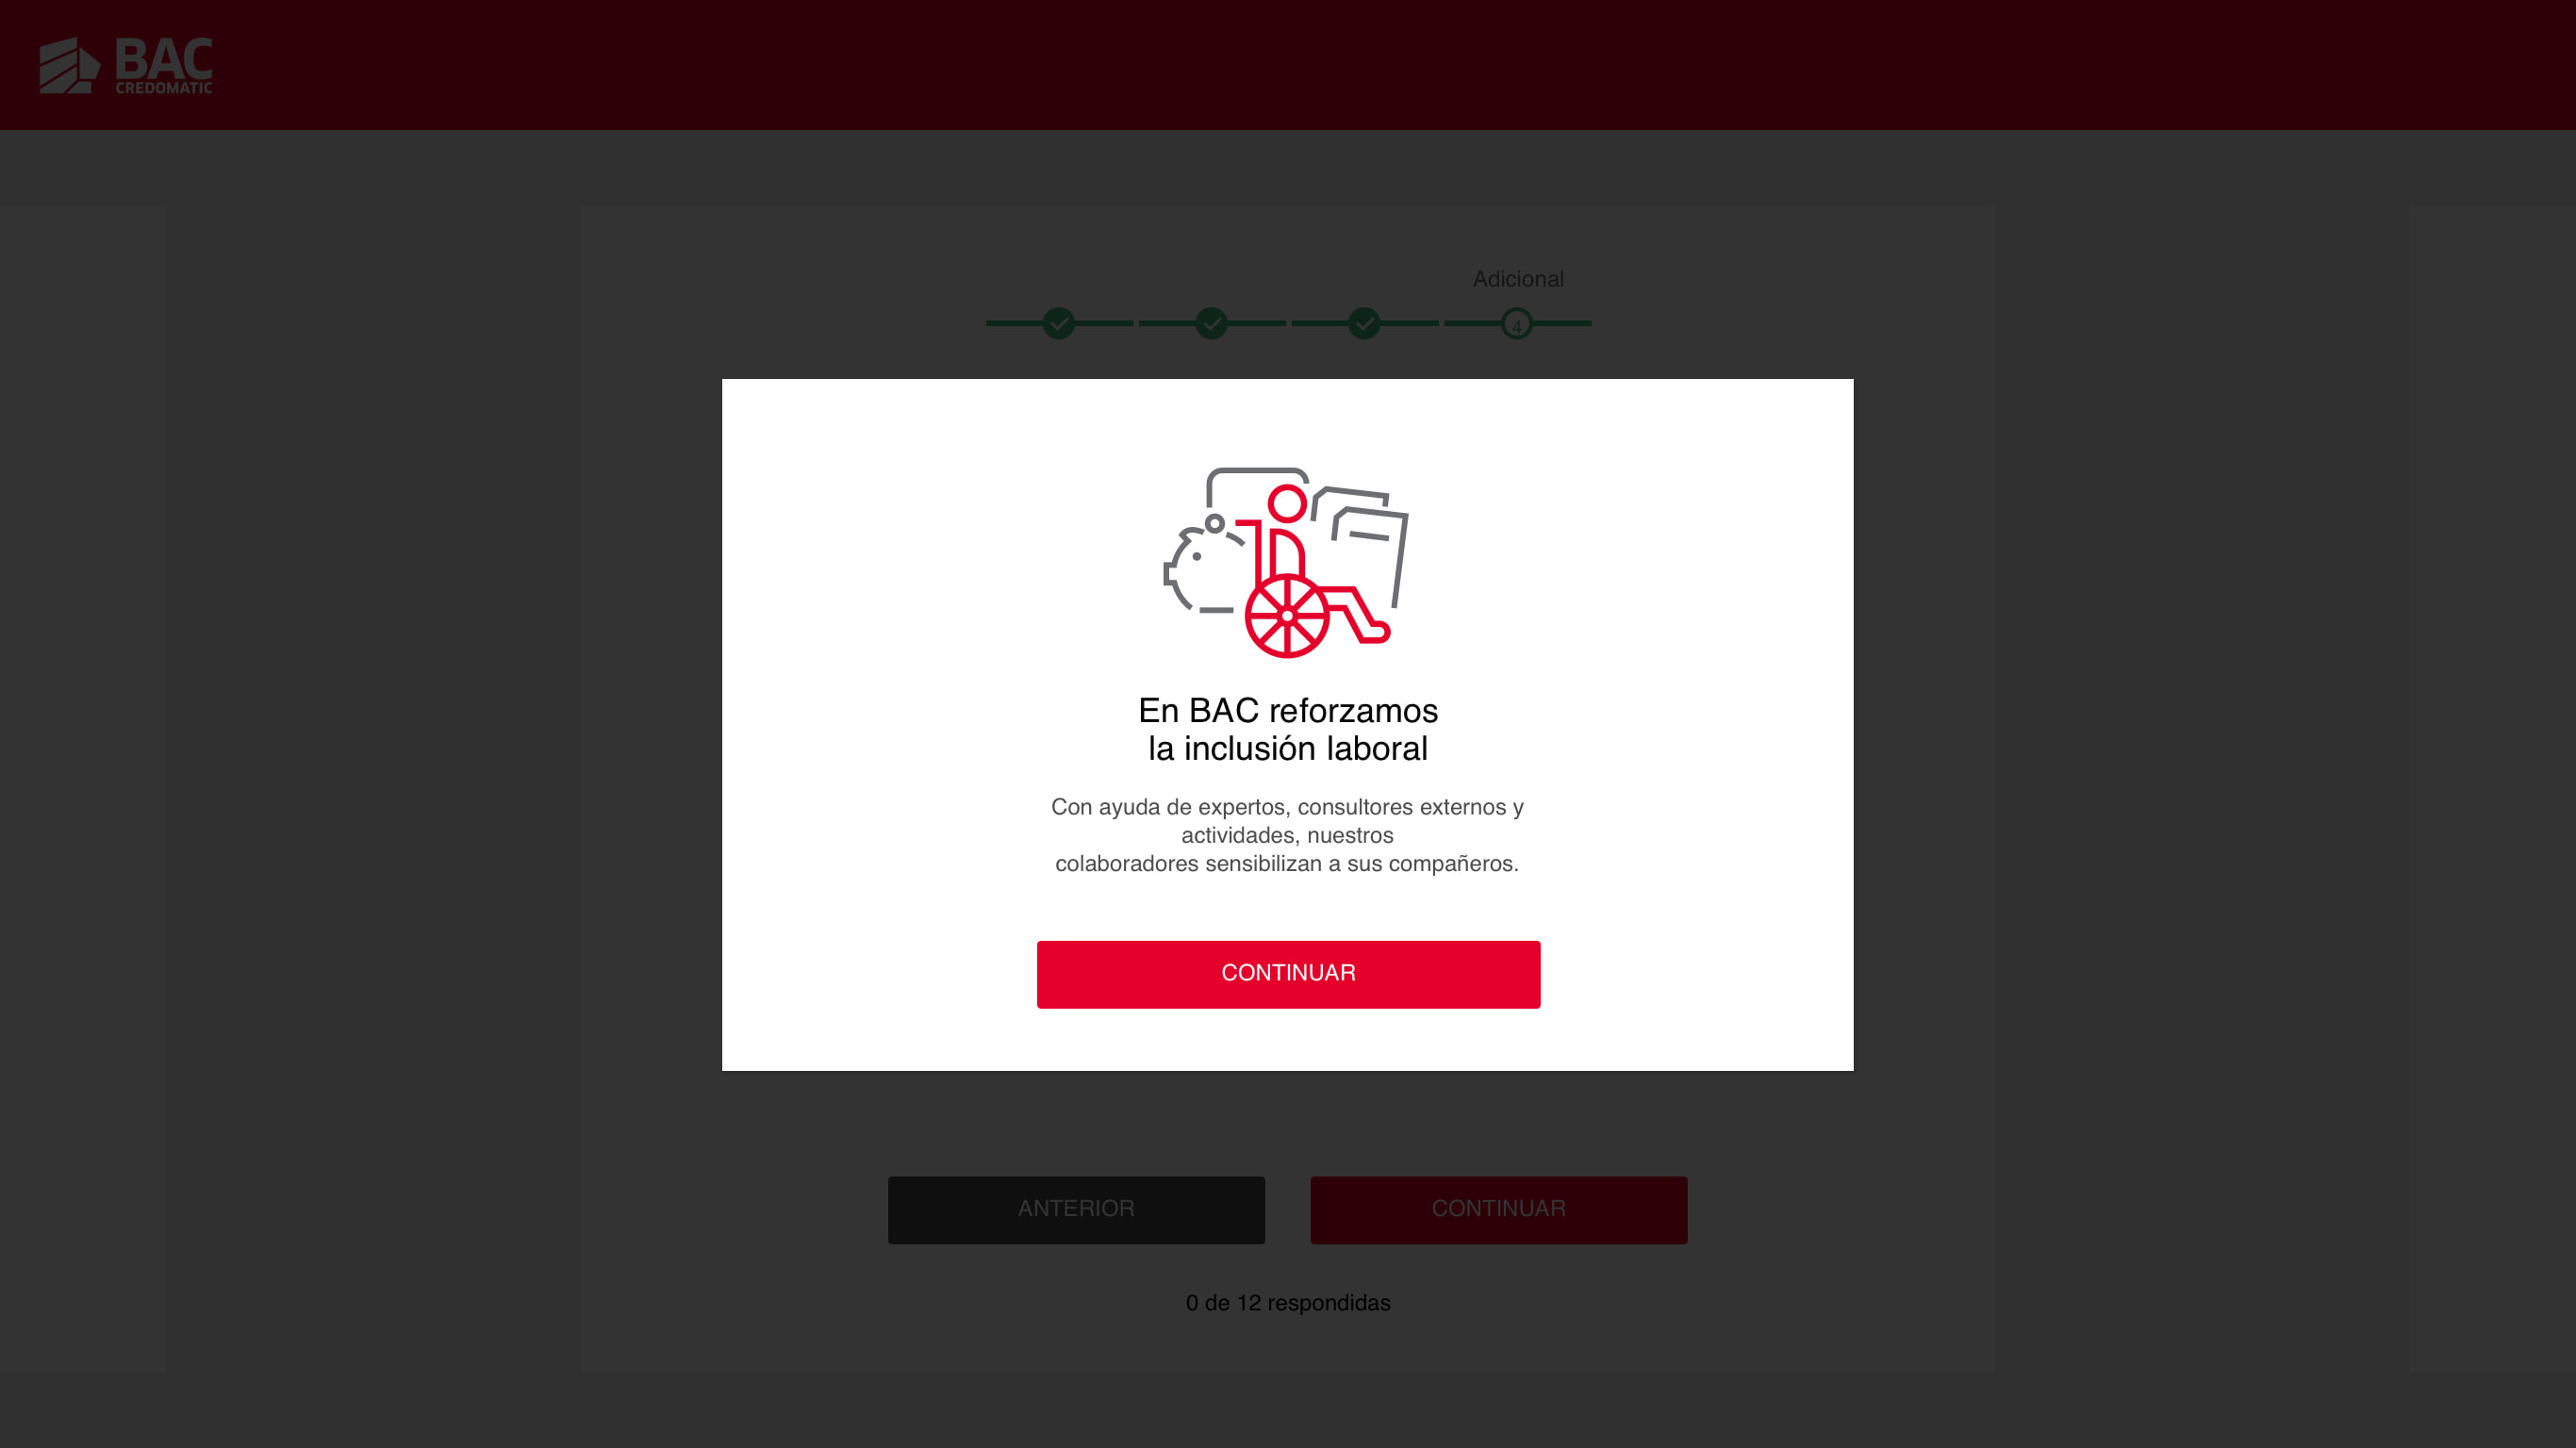 BAC
CREDOMATIC
Adicional
4
En BAC reforzamos
la inclusión laboral
Con ayuda de expertos, consultores externos y
actividades, nuestros
colaboradores sensibilizan a sus compañeros.
CONTINUAR
ANTERIOR
CONTINUAR
0 de 12 respondidas